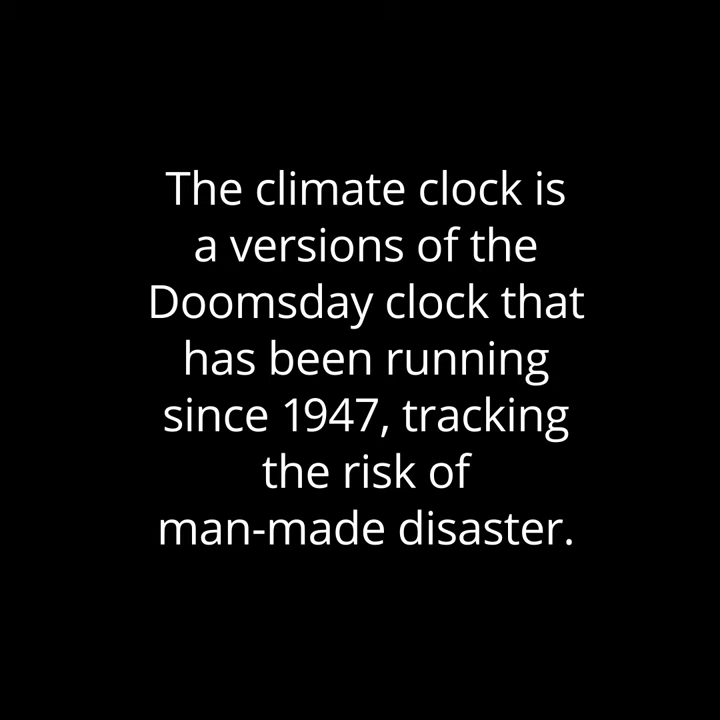 The climate clock is
a versions of the
Doomsday clock that
has been running
since 1947, tracking
the risk of
man-made disaster.